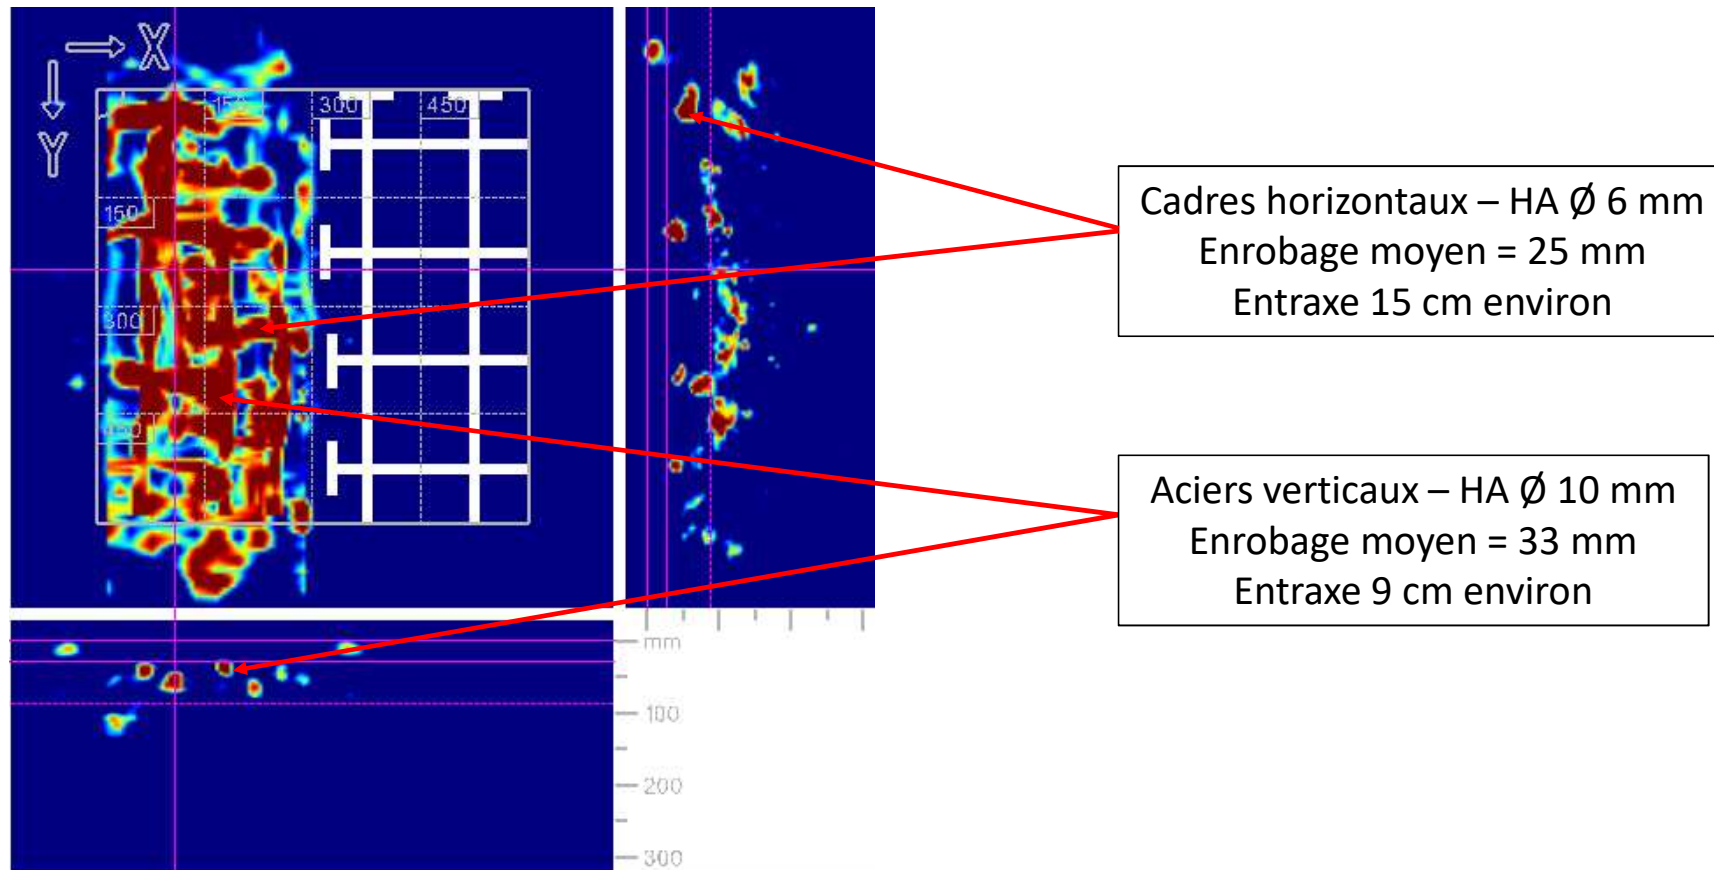 X
Y
150
300
450
150
300
450
Cadres horizontaux – HA Ø 6 mm
Enrobage moyen = 25 mm
Entraxe 15 cm environ
Aciers verticaux – HA Ø 10 mm
Enrobage moyen = 33 mm
Entraxe 9 cm environ
mm
100
200
300